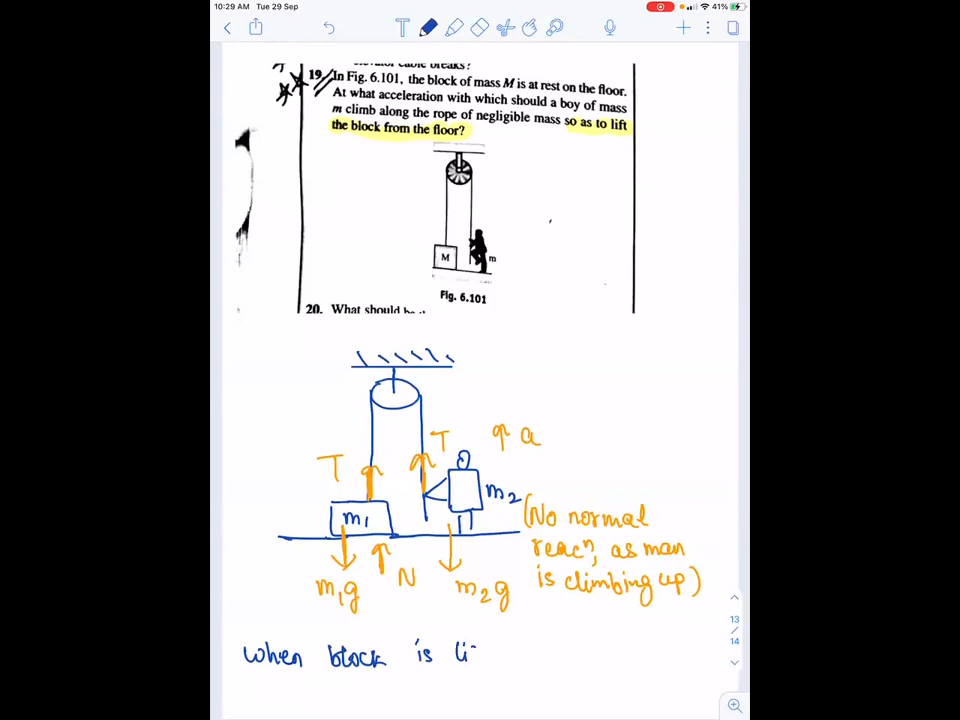 10:29 AM Tue 29 Sep
41%
elevator cable breaks?
19. In Fig. 6.101, the block of mass M is at rest on the floor.
At what acceleration with which should a boy of mass
m climb along the rope of negligible mass so as to lift
the block from the floor?
M
m
Fig. 6.101
20. What should be
T
a
T
m2
m1
(No normal
reacⁿ, as man
is climbing up)
m1g
N
m2g
when block is li
13
/
14